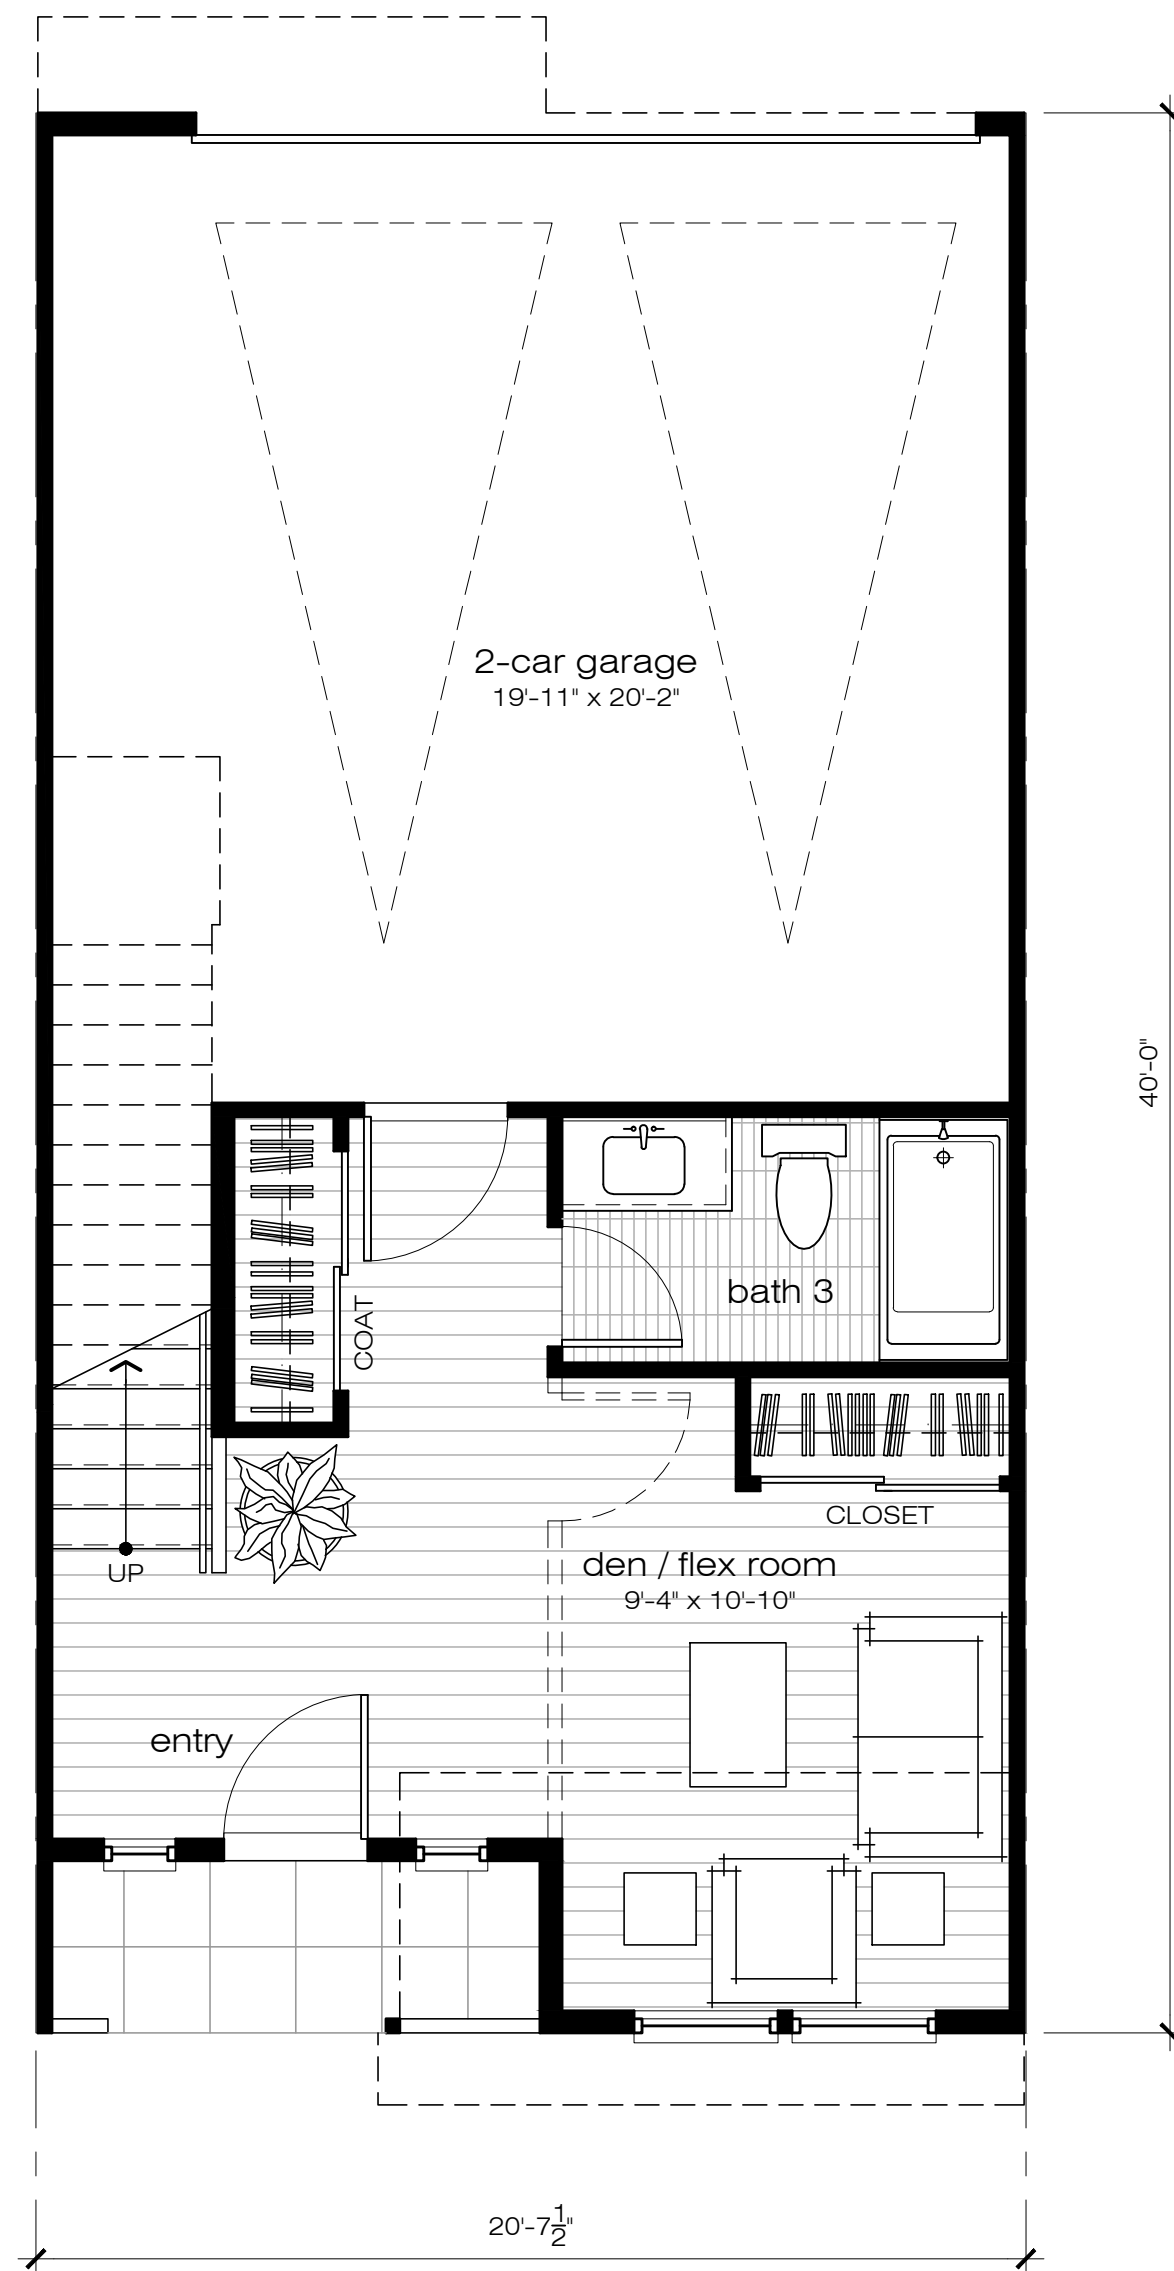 2-car garage
19'-11" x 20'-2"
40'-0"
bath 3
COAT
CLOSET
UP
den / flex room
9'-4" x 10'-10"
entry
20'-7 1/2"